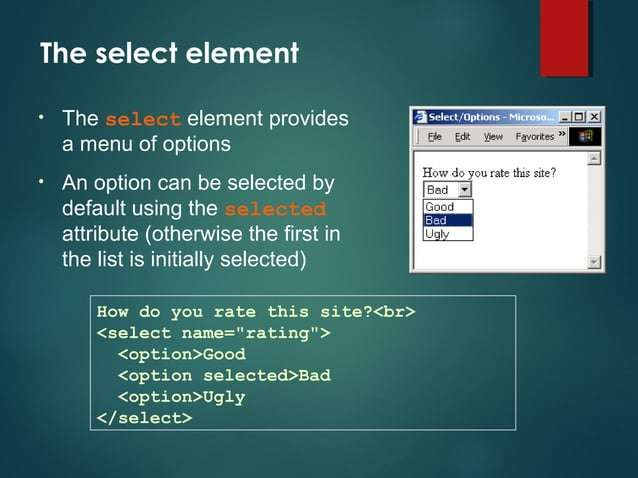 The select element
• The select element provides
a menu of options
• An option can be selected by
default using the selected
attribute (otherwise the first in
the list is initially selected)
Select/Options - Microso...
File Edit View Favorites »
How do you rate this site?
Bad
Good
Bad
Ugly
How do you rate this site?<br>
<select name="rating">
  <option>Good
  <option selected>Bad
  <option>Ugly
</select>